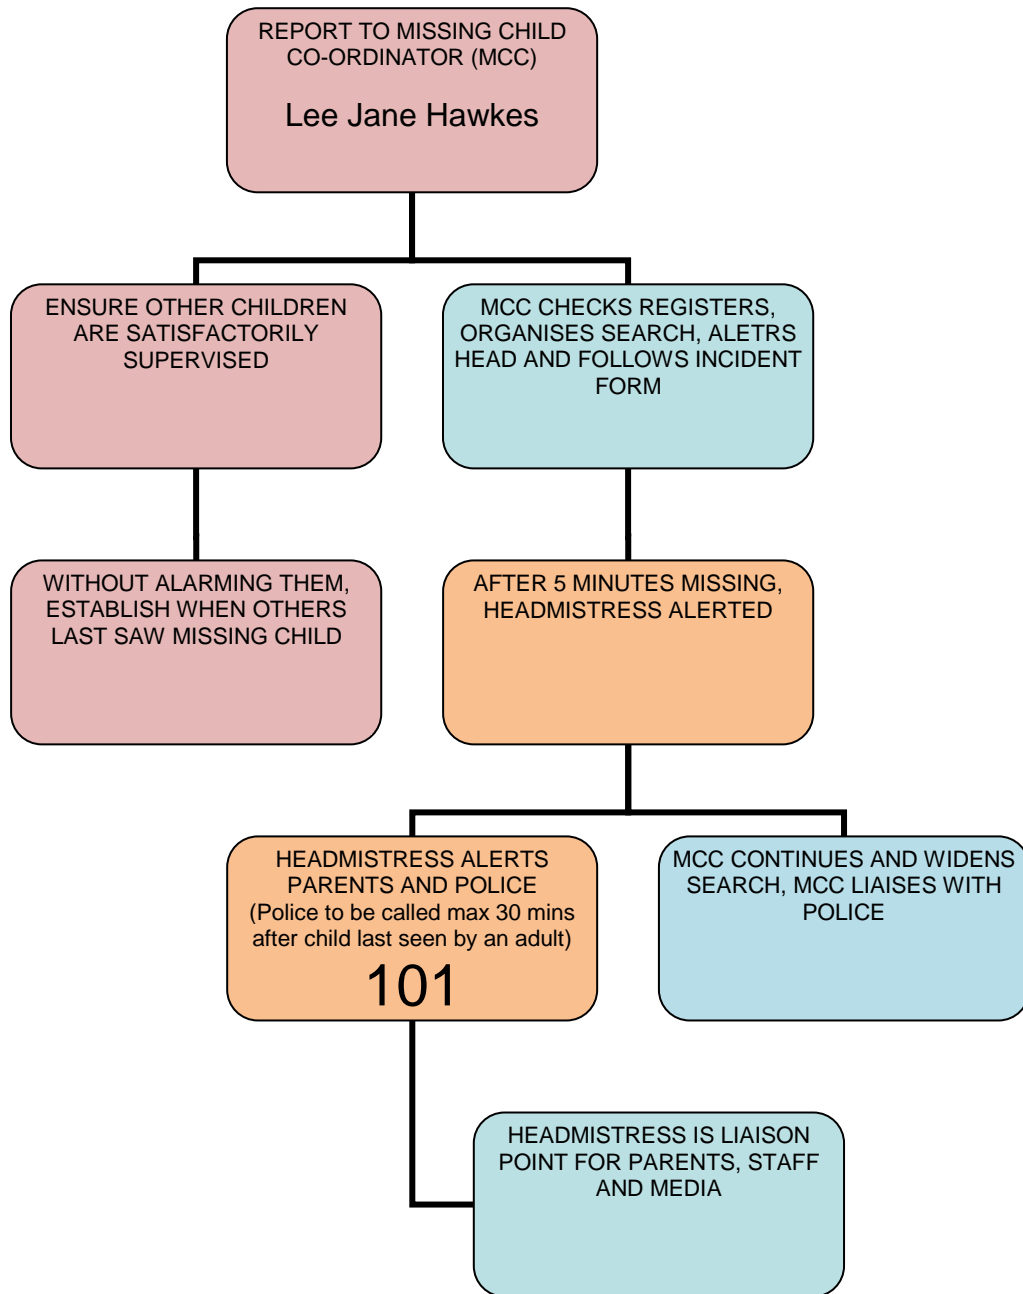 REPORT TO MISSING CHILD
CO-ORDINATOR (MCC)
Lee Jane Hawkes
ENSURE OTHER CHILDREN
ARE SATISFACTORILY
SUPERVISED
MCC CHECKS REGISTERS,
ORGANISES SEARCH, ALETRS
HEAD AND FOLLOWS INCIDENT
FORM
WITHOUT ALARMING THEM,
ESTABLISH WHEN OTHERS
LAST SAW MISSING CHILD
AFTER 5 MINUTES MISSING,
HEADMISTRESS ALERTED
HEADMISTRESS ALERTS
PARENTS AND POLICE
(Police to be called max 30 mins
after child last seen by an adult)
101
MCC CONTINUES AND WIDENS
SEARCH, MCC LIAISES WITH
POLICE
HEADMISTRESS IS LIAISON
POINT FOR PARENTS, STAFF
AND MEDIA